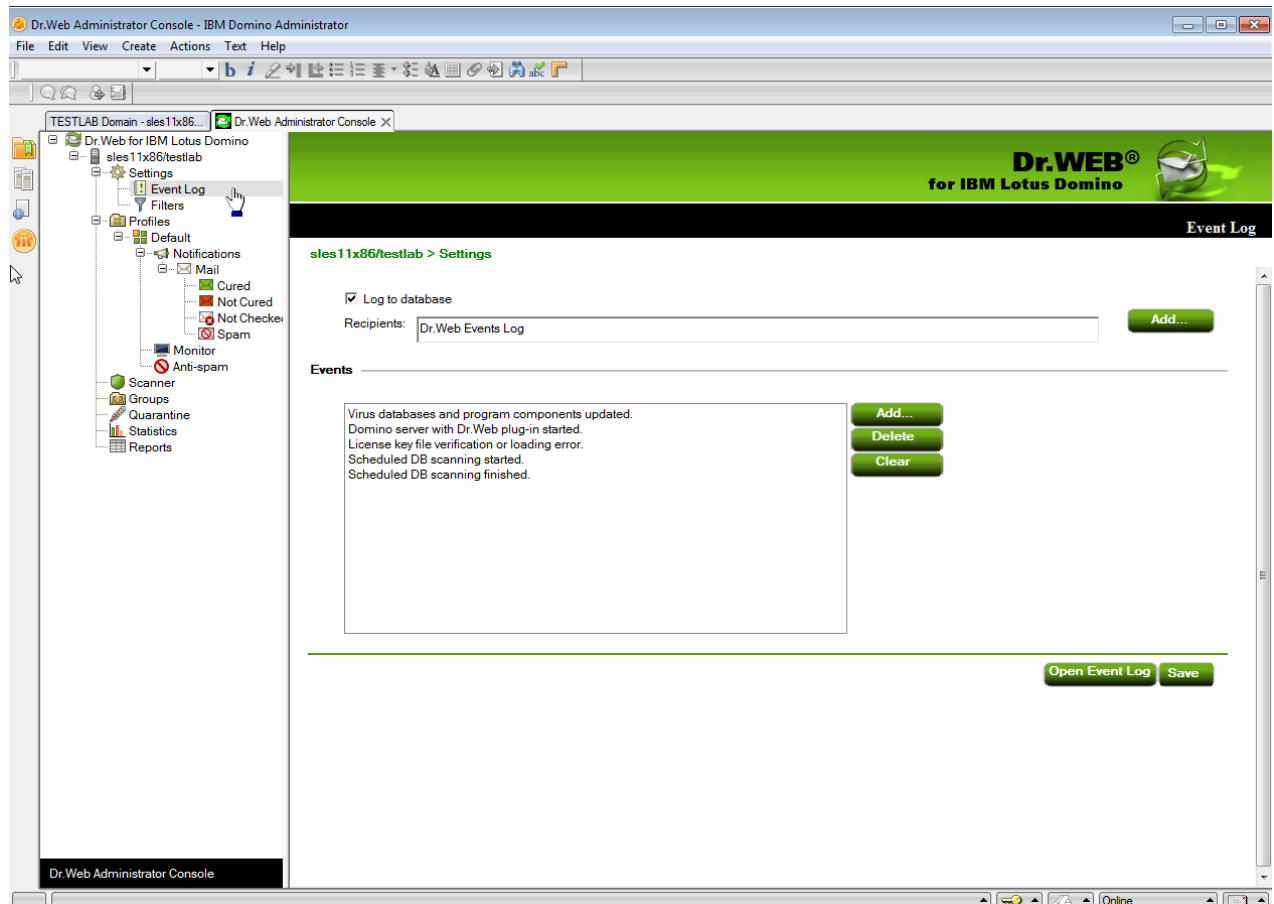 Dr.Web Administrator Console - IBM Domino Administrator
File Edit View Create Actions Text Help
b i abc
TESTLAB Domain - sles11x86... Dr.Web Administrator Console
Dr.Web for IBM Lotus Domino
sles11x86/testlab
Settings
Event Log
Filters
Profiles
Default
Notifications
Mail
Cured
Not Cured
Not Checke
Spam
Monitor
Anti-spam
Scanner
Groups
Quarantine
Statistics
Reports
Dr.Web Administrator Console
Dr.WEB®
for IBM Lotus Domino
Event Log
sles11x86/testlab > Settings
Log to database
Recipients: Dr.Web Events Log Add...
Events
Virus databases and program components updated.
Domino server with Dr.Web plug-in started.
License key file verification or loading error.
Scheduled DB scanning started.
Scheduled DB scanning finished.
Add...
Delete
Clear
Open Event Log Save
Online